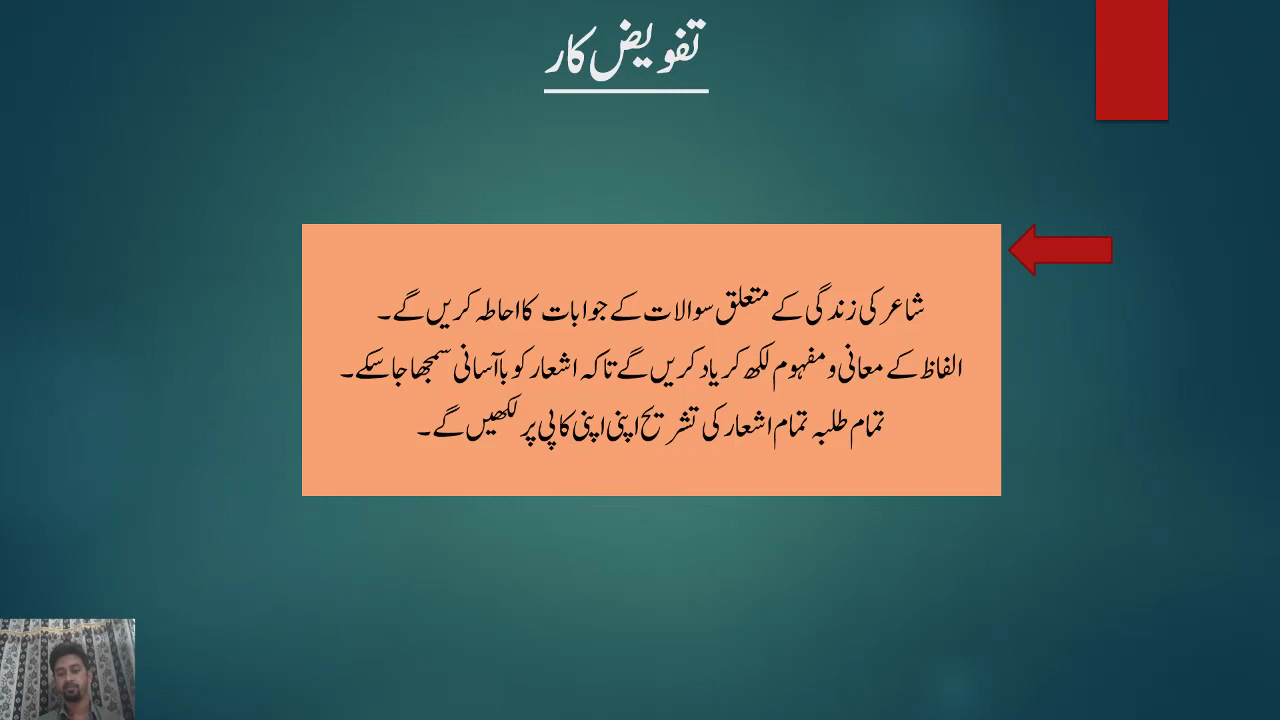 تفویض کار
شاعر کی زندگی کے متعلق سوالات کے جوابات کا احاطہ کریں گے۔
الفاظ کے معانی و مفہوم لکھ کر یاد کریں گے تاکہ اشعار کو باآسانی سمجھا جا سکے۔
تمام طلبہ تمام اشعار کی تشریح اپنی اپنی کاپی پر لکھیں گے۔